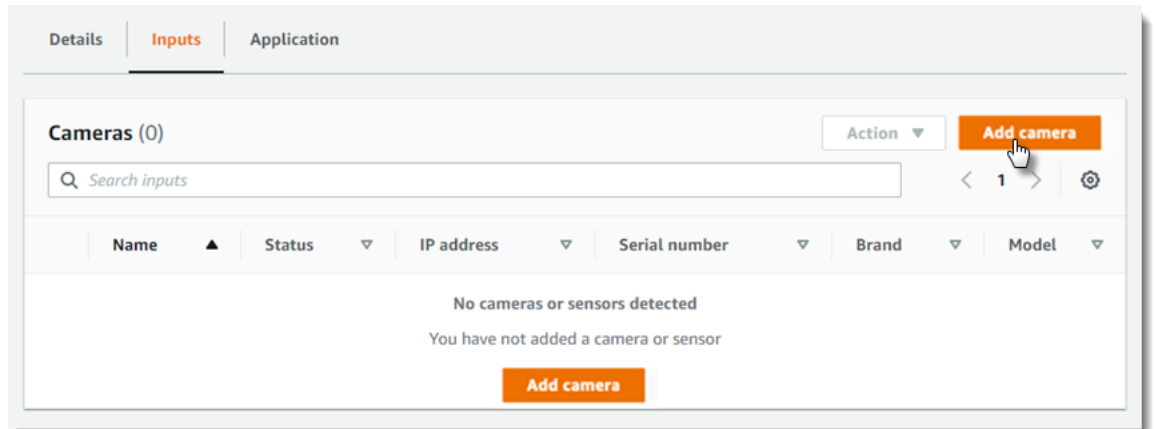 Details Inputs Application
Cameras (0) Action Add camera
Search inputs 1
Name Status IP address Serial number Brand Model
No cameras or sensors detected
You have not added a camera or sensor
Add camera